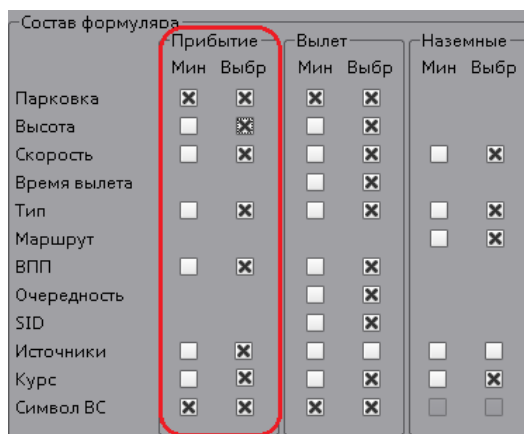 Состав формуляра
Прибытие Вылет Наземные
Мин Выбр Мин Выбр Мин Выбр
Парковка
Высота
Скорость
Время вылета
Тип
Маршрут
ВПП
Очередность
SID
Источники
Курс
Символ ВС